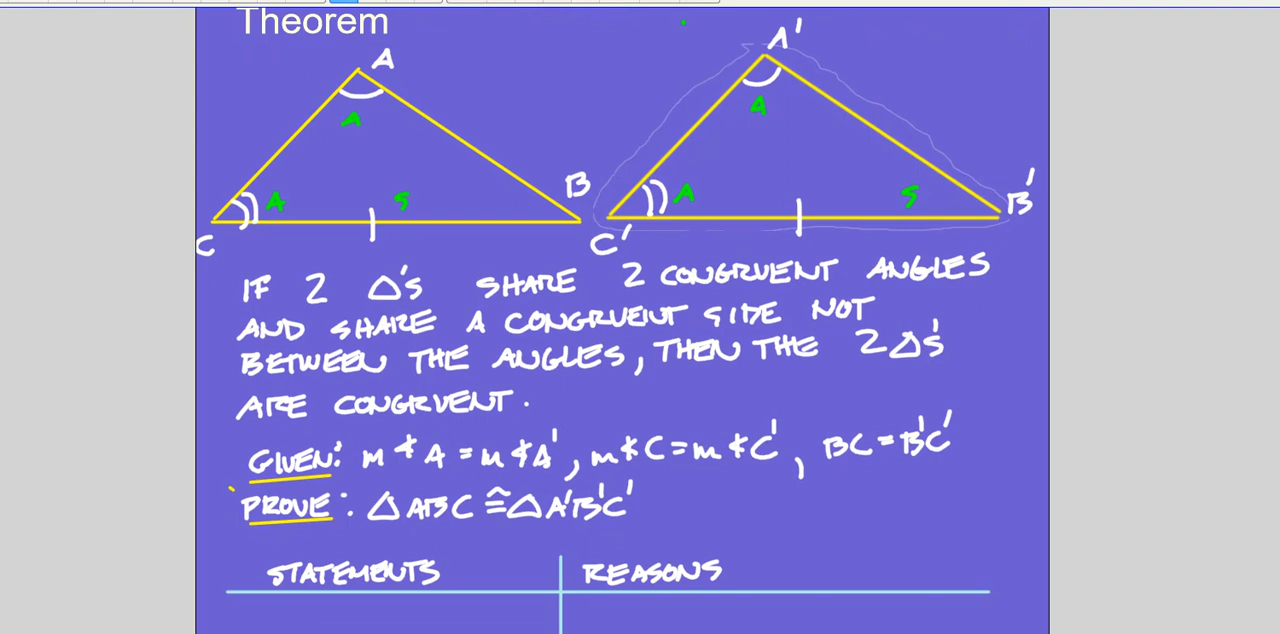 Theorem
A A'
A A
A S A S
B B'
C C'
IF 2 Δ'S SHARE 2 CONGRUENT ANGLES
AND SHARE A CONGRUENT SIDE NOT
BETWEEN THE ANGLES, THEN THE 2Δ'S
ARE CONGRUENT.
GIVEN: m∢A = m∢A', m∢C = m∢C', BC = B'C'
PROVE: Δ ABC ≅ Δ A'B'C'
STATEMENTS REASONS